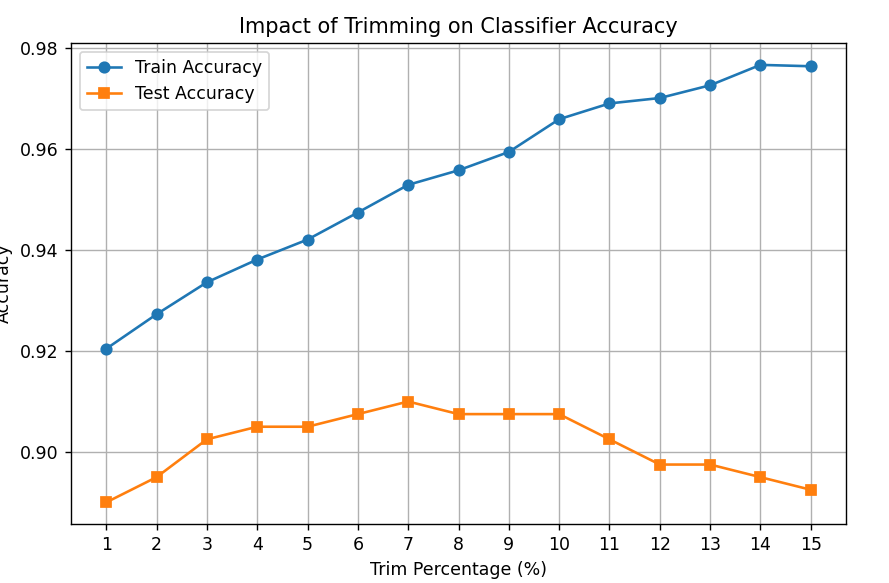 Impact of Trimming on Classifier Accuracy
Train Accuracy
Test Accuracy
0.98
0.96
0.94
0.92
0.90
Accuracy
1 2 3 4 5 6 7 8 9 10 11 12 13 14 15
Trim Percentage (%)